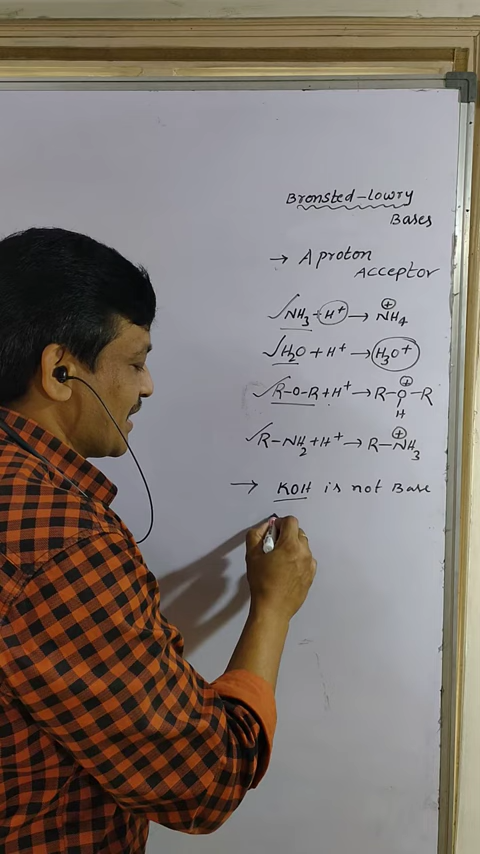 Bronsted-lowry
Bases
→ A proton
Acceptor
✓NH₃ + H⁺ → NH₄⊕
✓H₂O + H⁺ → H₃O⁺
✓R-O-R + H⁺ → R-O⊕-R
H
✓R-NH₂ + H⁺ → R-NH₃⊕
→ KOH is not Base